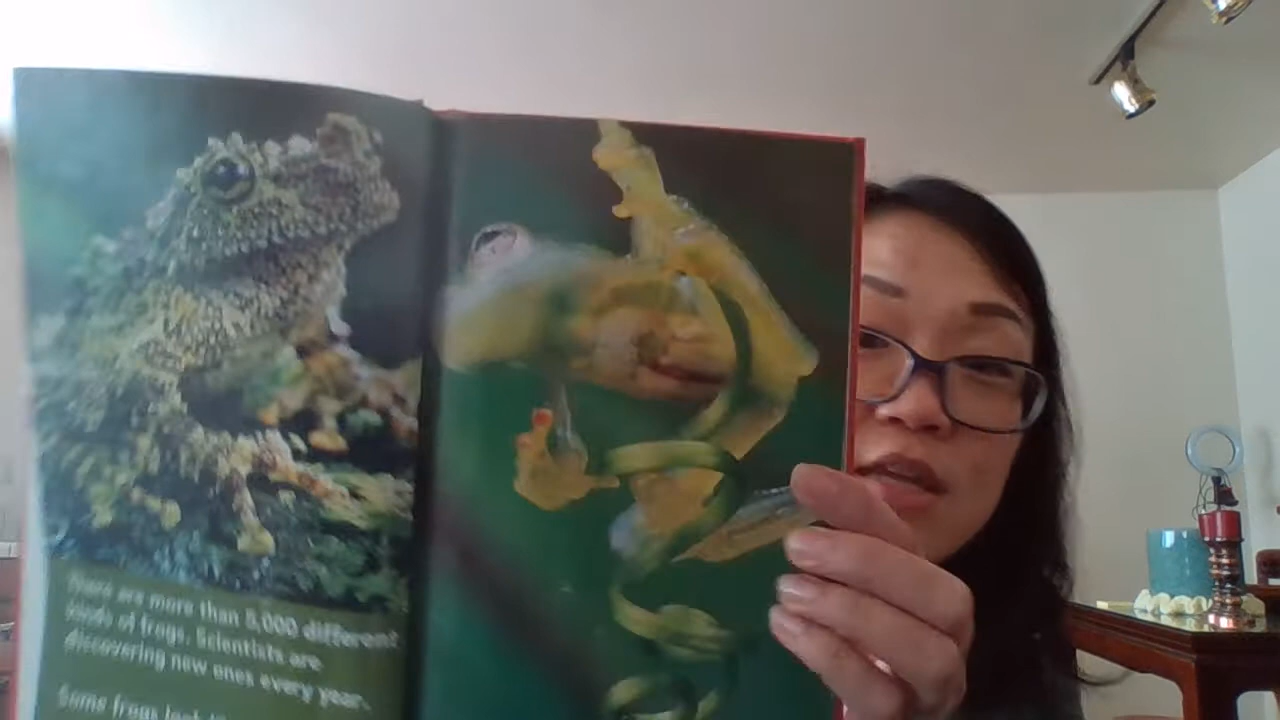 There are more than 5,000 different
kinds of frogs. Scientists are
discovering new ones every year.
Some frogs look